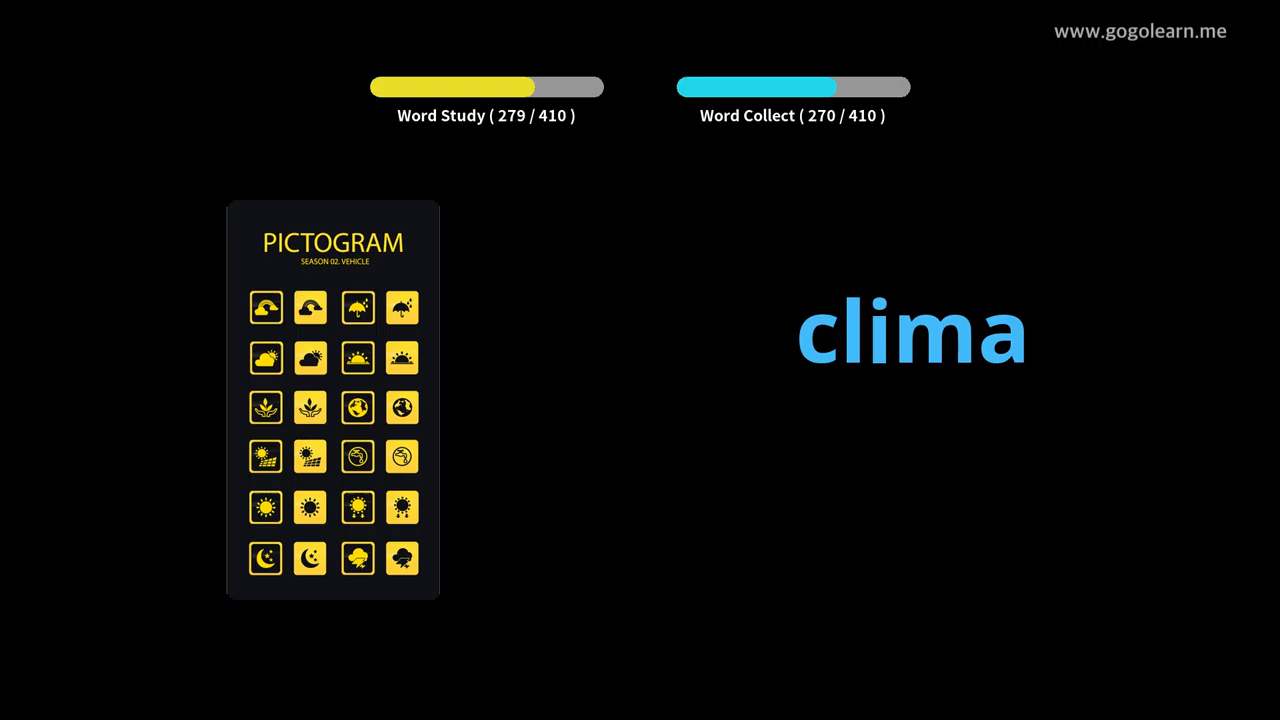 www.gogolearn.me
Word Study ( 279 / 410 )
Word Collect ( 270 / 410 )
PICTOGRAM
SEASON 02. VEHICLE
clima